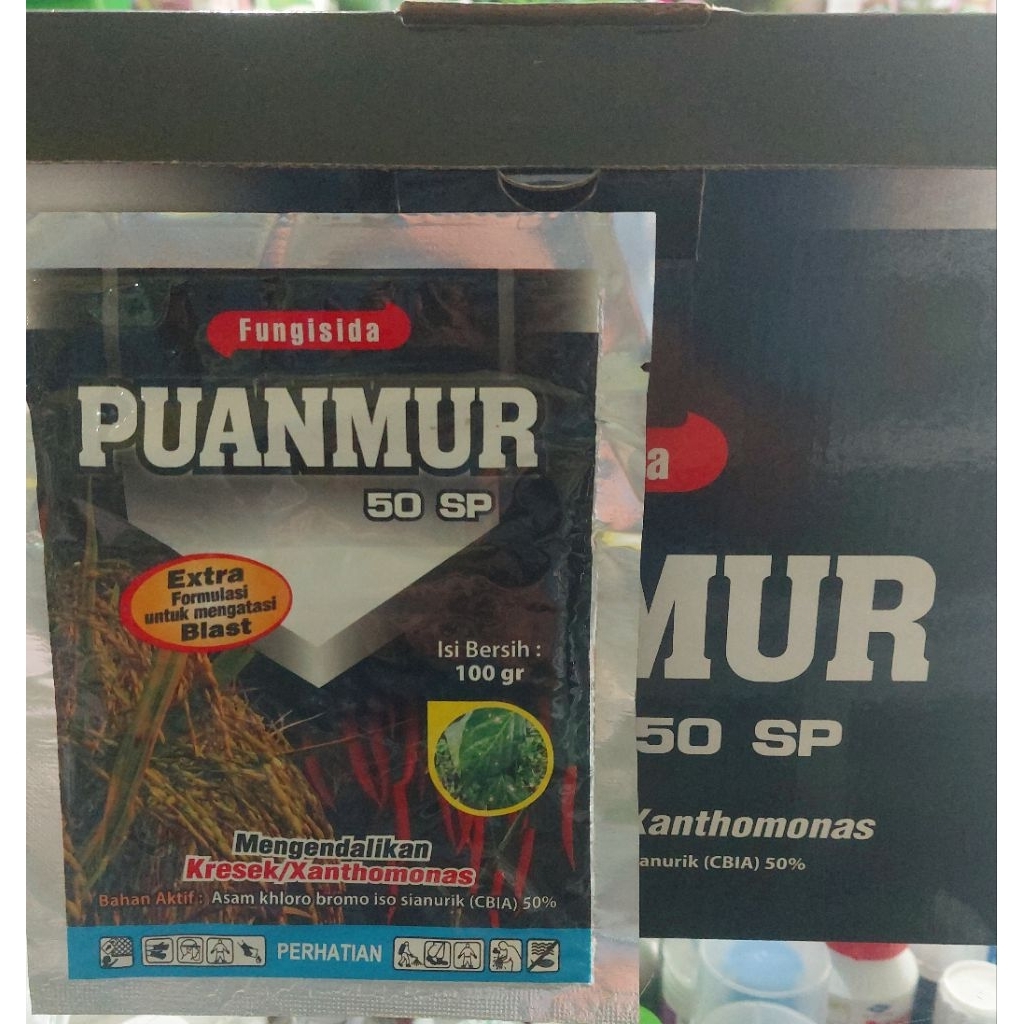 Fungisida
PUANMUR
50 SP
Extra
Formulasi
untuk mengatasi
Blast
Isi Bersih :
100 gr
Mengendalikan
Kresek/Xanthomonas
Bahan Aktif : Asam khloro bromo iso sianurik (CBIA) 50%
PERHATIAN
a
MUR
50 SP
Xanthomonas
ianurik (CBIA) 50%